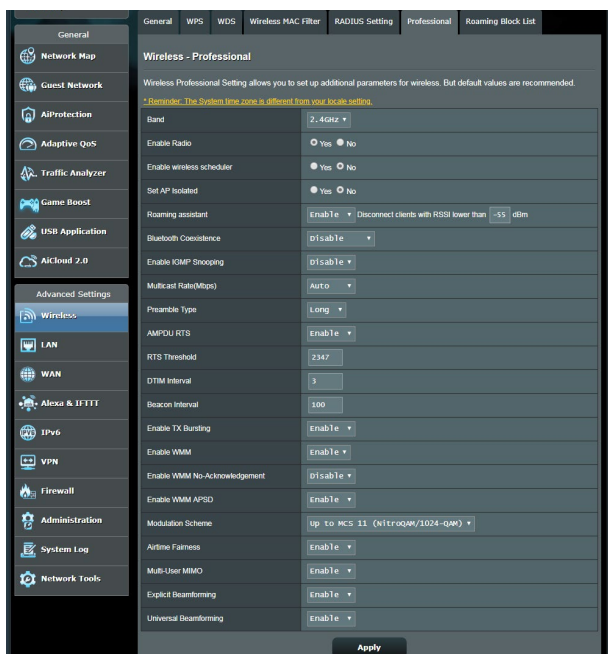 General
Network Map
Guest Network
AiProtection
Adaptive QoS
Traffic Analyzer
Game Boost
USB Application
AiCloud 2.0
Advanced Settings
Wireless
LAN
WAN
Alexa & IFTTT
IPv6
VPN
Firewall
Administration
System Log
Network Tools
General WPS WDS Wireless MAC Filter RADIUS Setting Professional Roaming Block List
Wireless - Professional
Wireless Professional Setting allows you to set up additional parameters for wireless. But default values are recommended.
* Reminder: The System time zone is different from your locale setting.
Band 2.4GHz
Enable Radio Yes No
Enable wireless scheduler Yes No
Set AP Isolated Yes No
Roaming assistant Enable Disconnect clients with RSSI lower than -55 dBm
Bluetooth Coexistence Disable
Enable IGMP Snooping Disable
Multicast Rate(Mbps) Auto
Preamble Type Long
AMPDU RTS Enable
RTS Threshold 2347
DTIM Interval 3
Beacon Interval 100
Enable TX Bursting Enable
Enable WMM Enable
Enable WMM No-Acknowledgement Disable
Enable WMM APSD Enable
Modulation Scheme Up to MCS 11 (NitroQAM/1024-QAM)
Airtime Fairness Enable
Multi-User MIMO Enable
Explicit Beamforming Enable
Universal Beamforming Enable
Apply